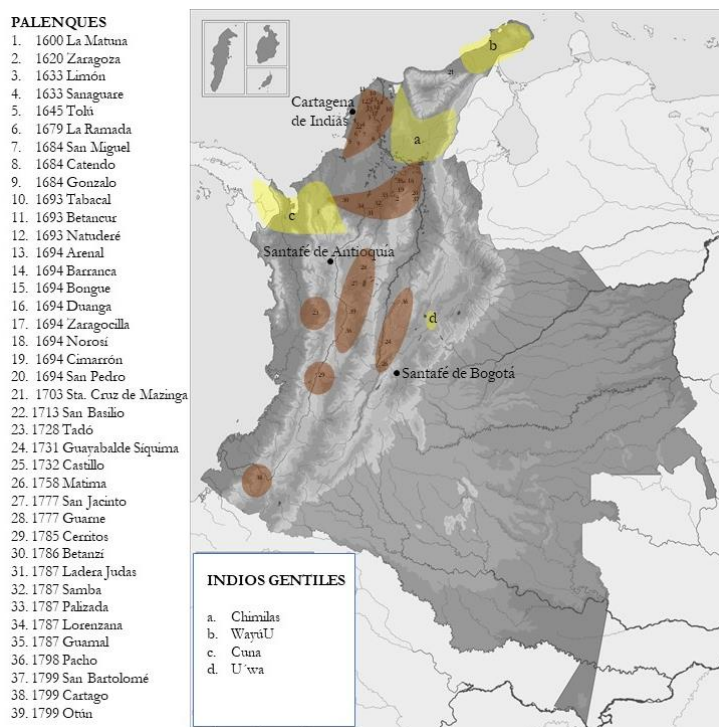 PALENQUES
1. 1600 La Matuna
2. 1620 Zaragoza
3. 1633 Limón
4. 1633 Sanaguare
5. 1645 Tolú
6. 1679 La Ramada
7. 1684 San Miguel
8. 1684 Catendo
9. 1684 Gonzalo
10. 1693 Tabacal
11. 1693 Betancur
12. 1693 Natuderé
13. 1694 Arenal
14. 1694 Barranca
15. 1694 Bongue
16. 1694 Duanga
17. 1694 Zaragocilla
18. 1694 Norosí
19. 1694 Cimarrón
20. 1694 San Pedro
21. 1703 Sta. Cruz de Mazinga
22. 1713 San Basilio
23. 1728 Tadó
24. 1731 Guayabalde Síquima
25. 1732 Castillo
26. 1758 Matima
27. 1777 San Jacinto
28. 1777 Guarne
29. 1785 Cerritos
30. 1786 Betanzí
31. 1787 Ladera Judas
32. 1787 Samba
33. 1787 Palizada
34. 1787 Lorenzana
35. 1787 Guamal
36. 1798 Pacho
37. 1799 San Bartolomé
38. 1799 Cartago
39. 1799 Otún
b
21
Cartagena
de Indias
a
c
Santafé de Antioquía
d
Santafé de Bogotá
INDIOS GENTILES
a. Chimilas
b. WayúU
c. Cuna
d. U´wa